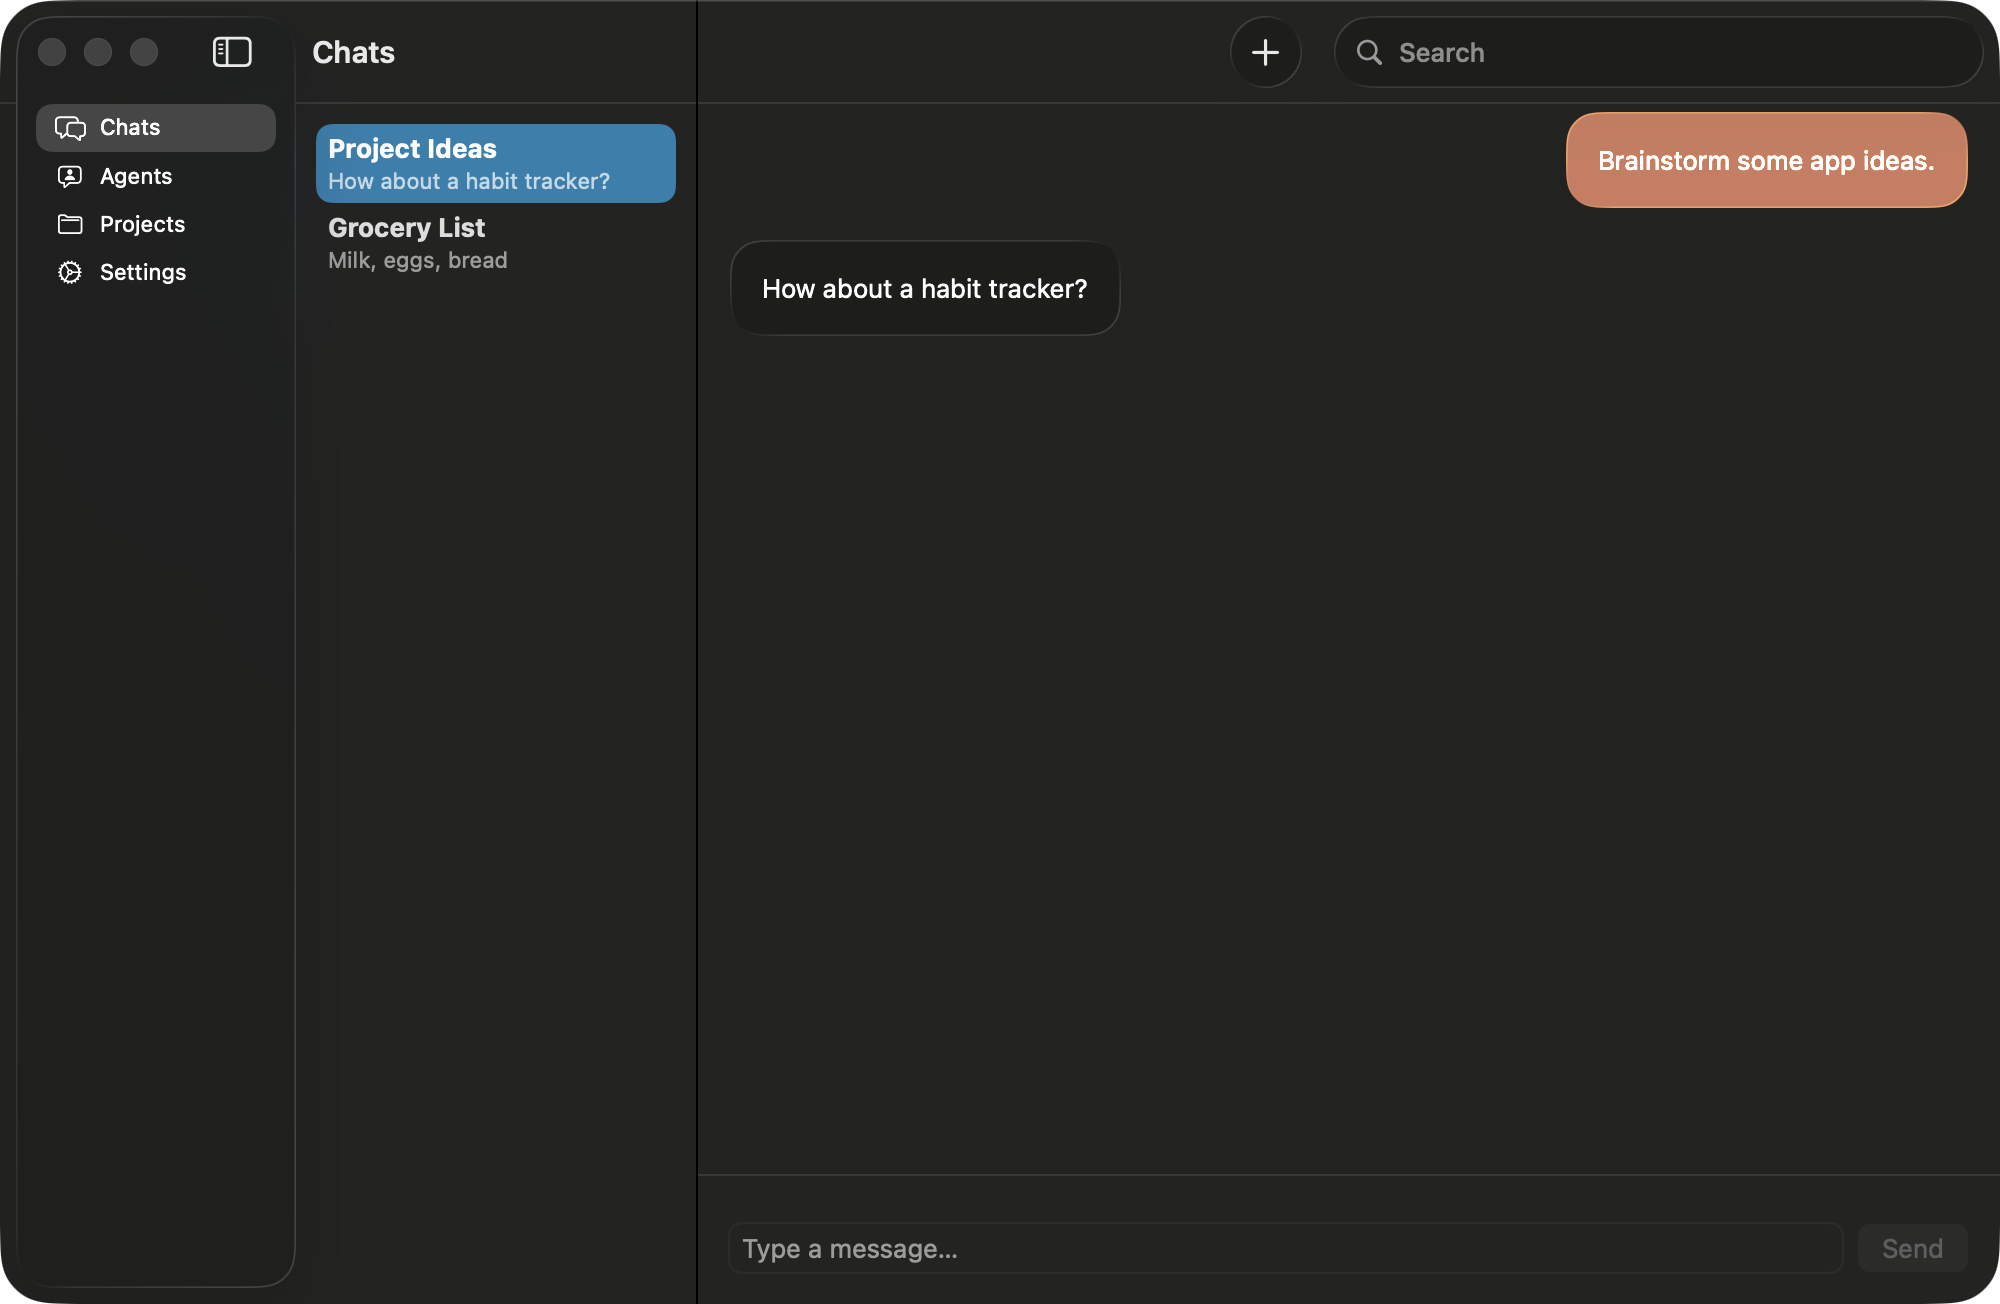 Chats
Search
Chats
Agents
Projects
Settings
Project Ideas
How about a habit tracker?
Grocery List
Milk, eggs, bread
Brainstorm some app ideas.
How about a habit tracker?
Type a message...
Send